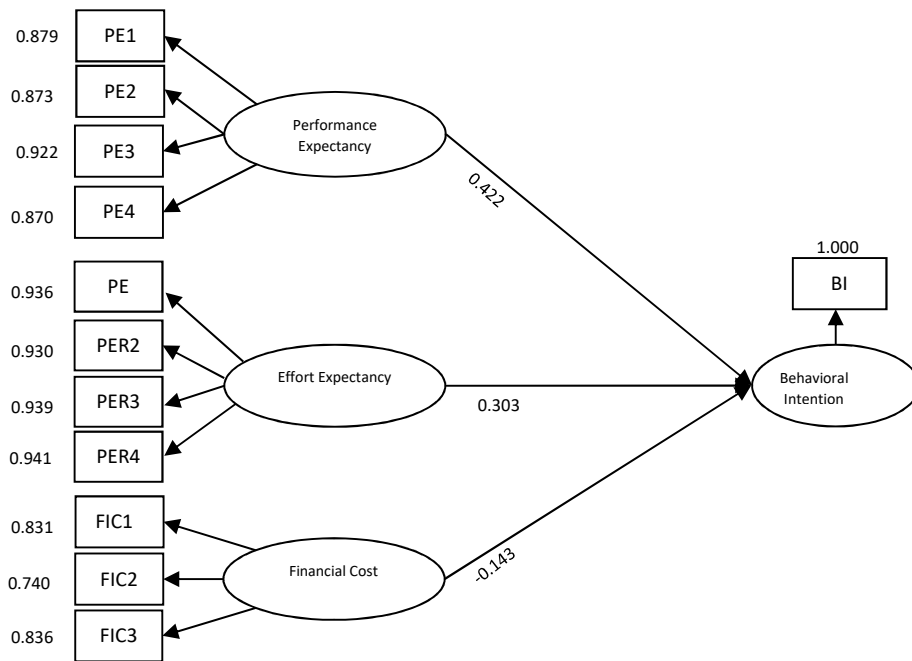 0.879
PE1
0.873
PE2
0.922
PE3
0.870
PE4
Performance
Expectancy
0.422
0.936
PE
0.930
PER2
0.939
PER3
0.941
PER4
Effort Expectancy
0.303
1.000
BI
Behavioral
Intention
0.831
FIC1
0.740
FIC2
0.836
FIC3
Financial Cost
-0.143